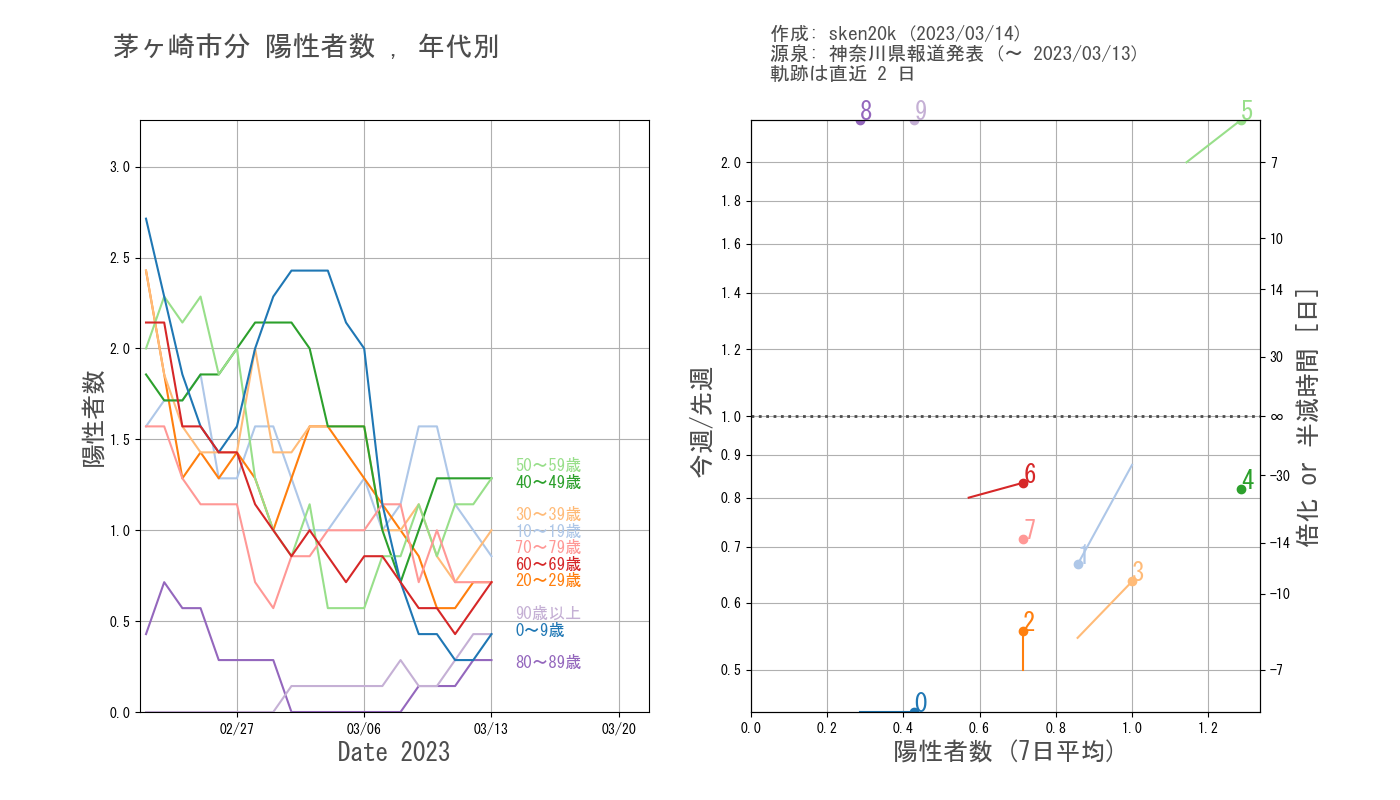 茅ヶ崎市分 陽性者数 , 年代別
作成: sken20k (2023/03/14)
源泉: 神奈川県報道発表 (〜 2023/03/13)
軌跡は直近 2 日
陽性者数
3.0
2.5
2.0
1.5
1.0
0.5
0.0
02/27
03/06
03/13
03/20
Date 2023
50〜59歳
40〜49歳
30〜39歳
10〜19歳
70〜79歳
60〜69歳
20〜29歳
90歳以上
0〜9歳
80〜89歳
今週/先週
2.0
1.8
1.6
1.4
1.2
1.0
0.9
0.8
0.7
0.6
0.5
0.0
0.2
0.4
0.6
0.8
1.0
1.2
陽性者数 (7日平均)
8
9
5
6
4
7
1
3
2
0
7
10
14
30
∞
−30
−14
−10
−7
倍化 or 半減時間 [日]